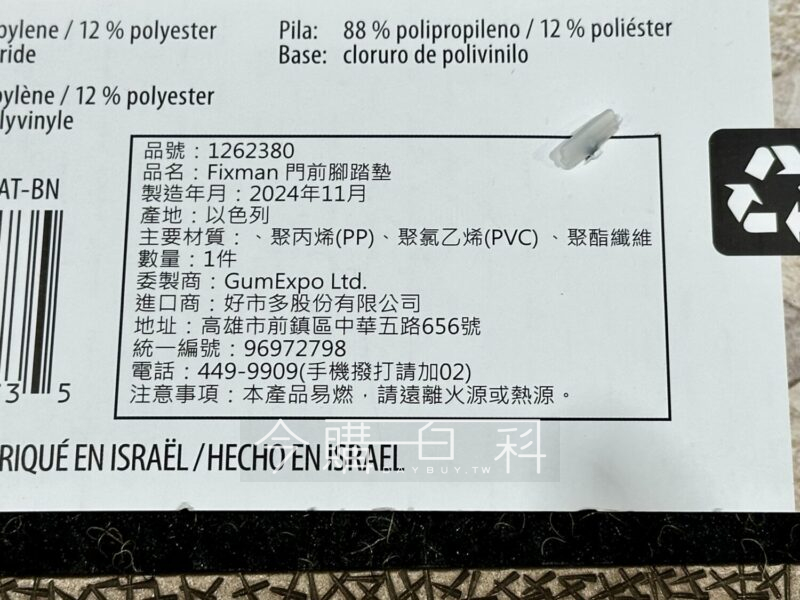 pylene / 12 % polyester
ride
Pila: 88 % polipropileno / 12 % poliéster
Base: cloruro de polivinilo
pylène / 12 % polyester
lyvinyle
AT-BN
品號：1262380
品名：Fixman 門前腳踏墊
製造年月：2024年11月
產地：以色列
主要材質：、聚丙烯(PP)、聚氯乙烯(PVC) 、聚酯纖維
數量：1件
委製商：GumExpo Ltd.
進口商：好市多股份有限公司
地址：高雄市前鎮區中華五路656號
統一編號：96972798
電話：449-9909(手機撥打請加02)
注意事項：本產品易燃，請遠離火源或熱源。
3 5
RIQUÉ EN ISRAËL / HECHO EN ISRAEL
今購百科
MAYBUY.TW